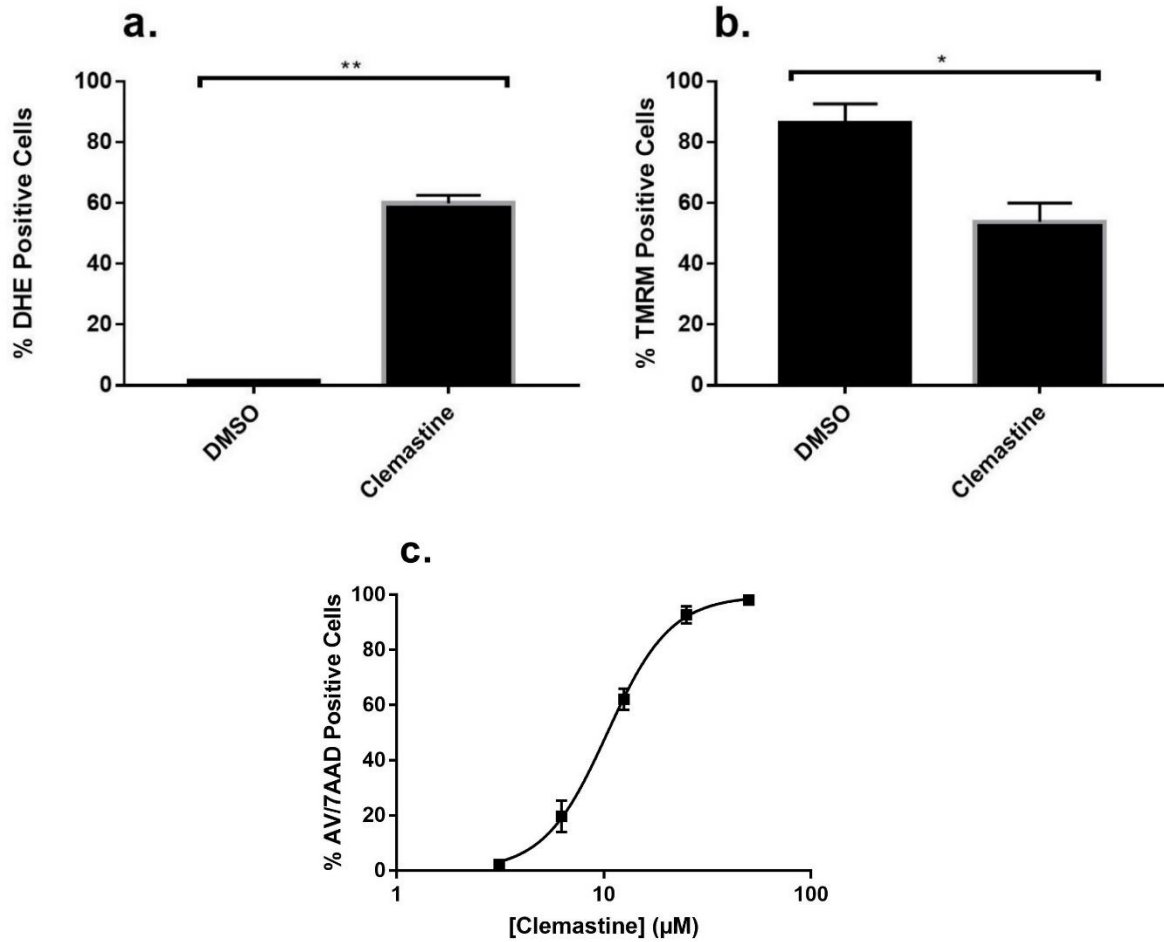 a.
**
100
80
60
40
20
0
% DHE Positive Cells
DMSO
Clemastine
b.
*
100
80
60
40
20
0
% TMRM Positive Cells
DMSO
Clemastine
c.
100
80
60
40
20
0
% AV/7AAD Positive Cells
1
10
100
[Clemastine] (µM)